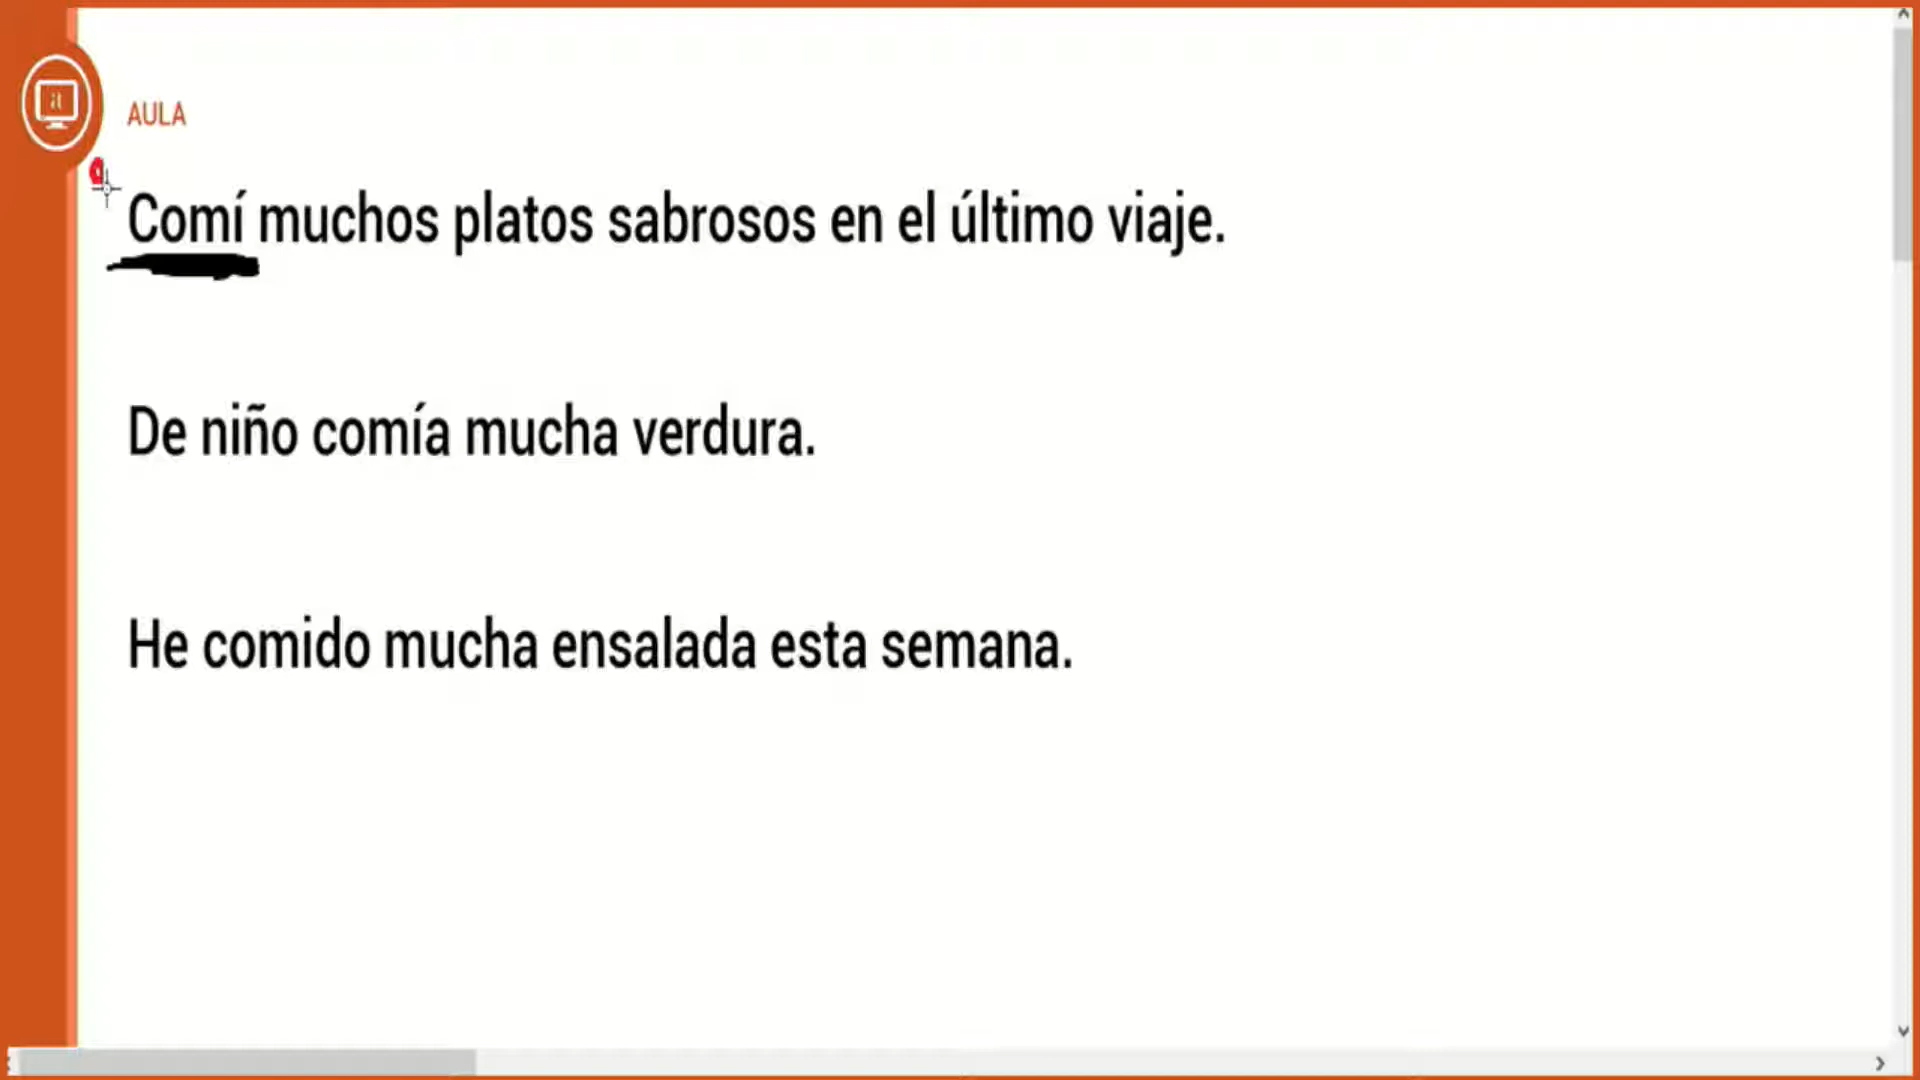 AULA
Comí muchos platos sabrosos en el último viaje.
De niño comía mucha verdura.
He comido mucha ensalada esta semana.